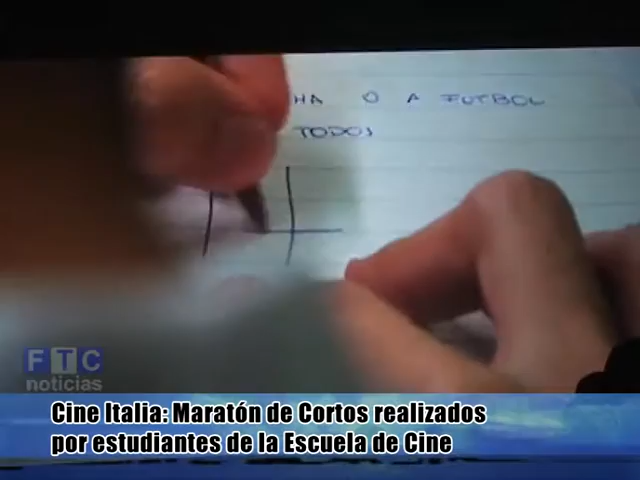 HA O A FUTBOL
TODOS
FTC
noticias
Cine Italia: Maratón de Cortos realizados
por estudiantes de la Escuela de Cine